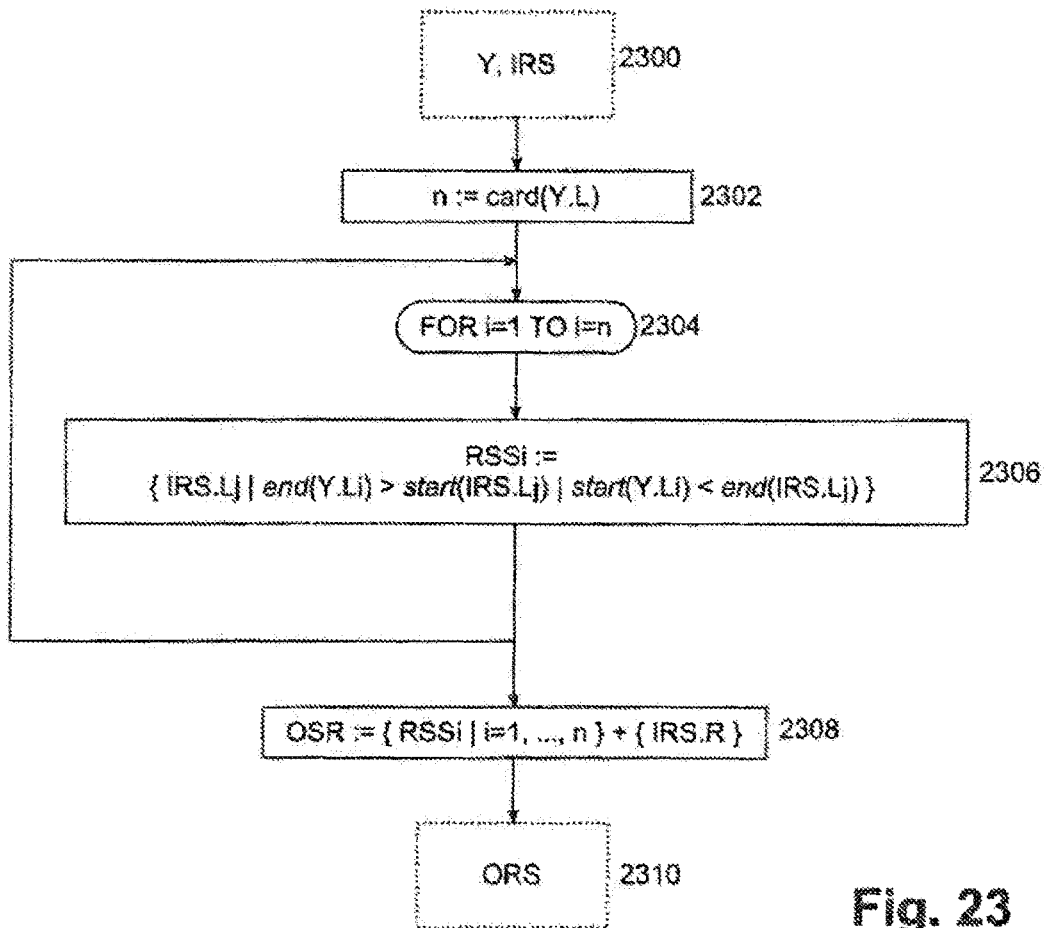 Y, IRS
2300
n := card(Y.L)
2302
FOR i=1 TO i=n
2304
RSSi :=
{ IRS.Lj | end(Y.Li) > start(IRS.Lj) | start(Y.Li) < end(IRS.Lj) }
2306
OSR := { RSSi | i=1, ..., n } + { IRS.R }
2308
ORS
2310
Fig. 23